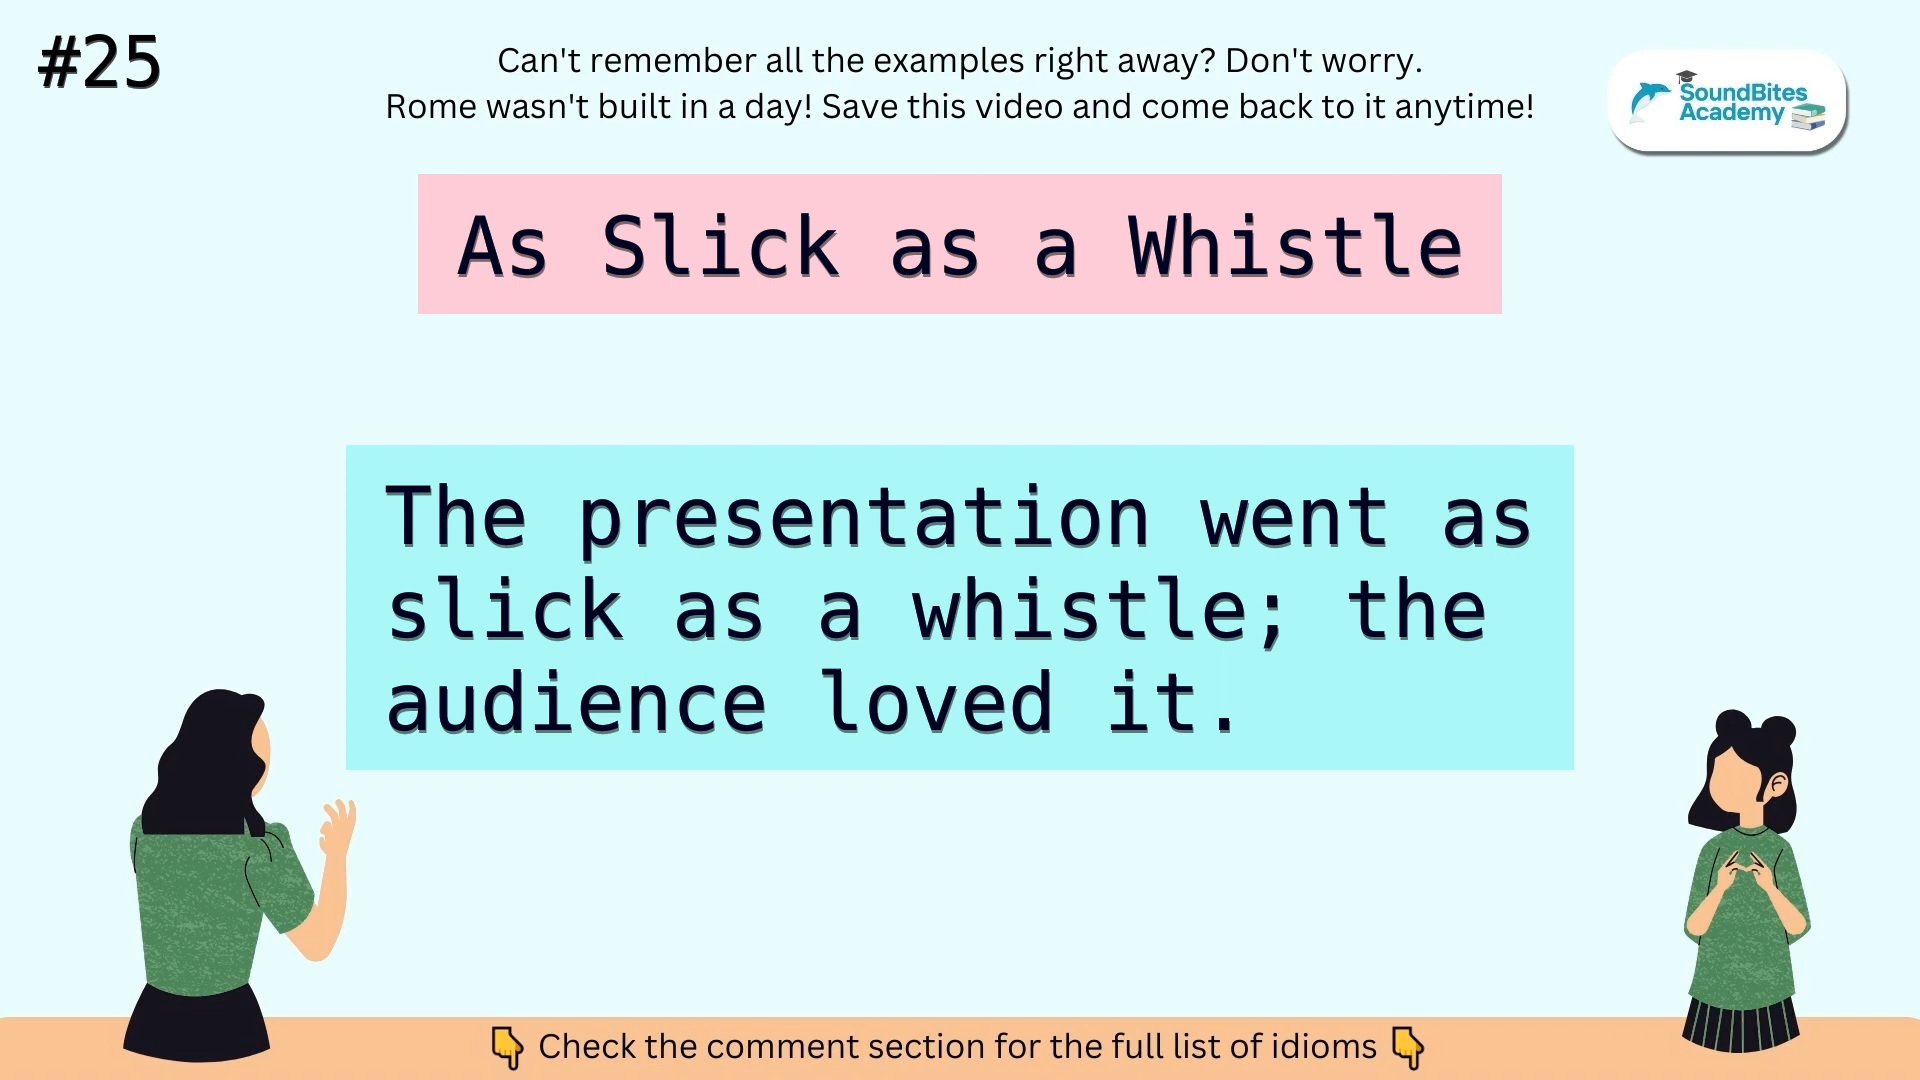 #25
Can't remember all the examples right away? Don't worry.
Rome wasn't built in a day! Save this video and come back to it anytime!
SoundBites
Academy
As Slick as a Whistle
The presentation went as
slick as a whistle; the
audience loved it.
👇 Check the comment section for the full list of idioms 👇